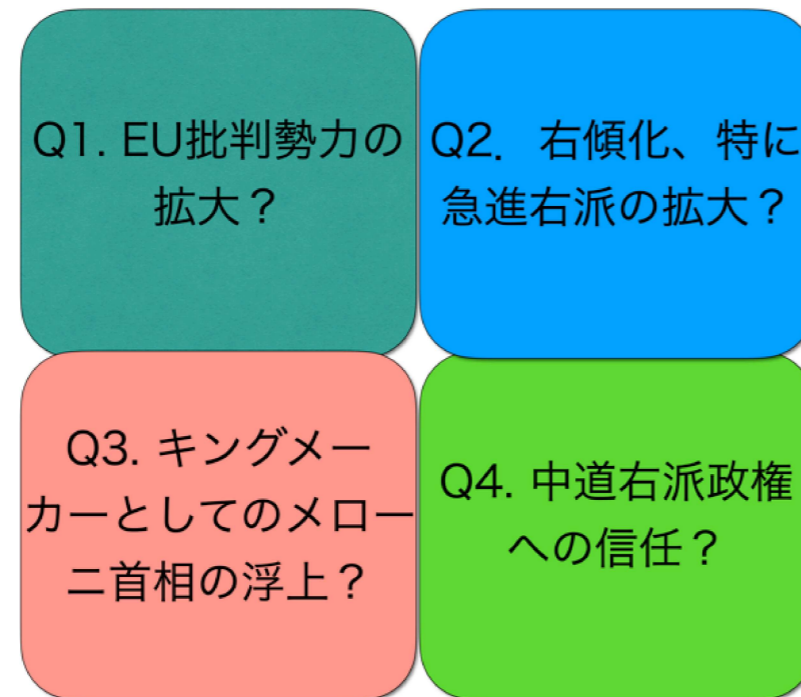 Q1. EU批判勢力の
拡大？
Q2． 右傾化、特に
急進右派の拡大？
Q3. キングメー
カーとしてのメロー
ニ首相の浮上？
Q4. 中道右派政権
への信任？